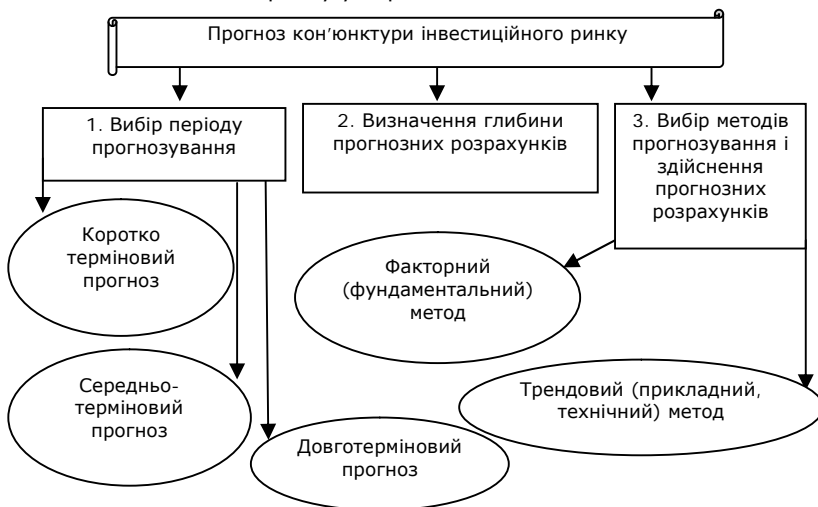 Прогноз кон'юнктури інвестиційного ринку
1. Вибір періоду
прогнозування
2. Визначення глибини
прогнозних розрахунків
3. Вибір методів
прогнозування і
здійснення
прогнозних
розрахунків
Коротко
терміновий
прогноз
Факторний
(фундаментальний)
метод
Середньо-
терміновий
прогноз
Трендовий (прикладний,
технічний) метод
Довготерміновий
прогноз